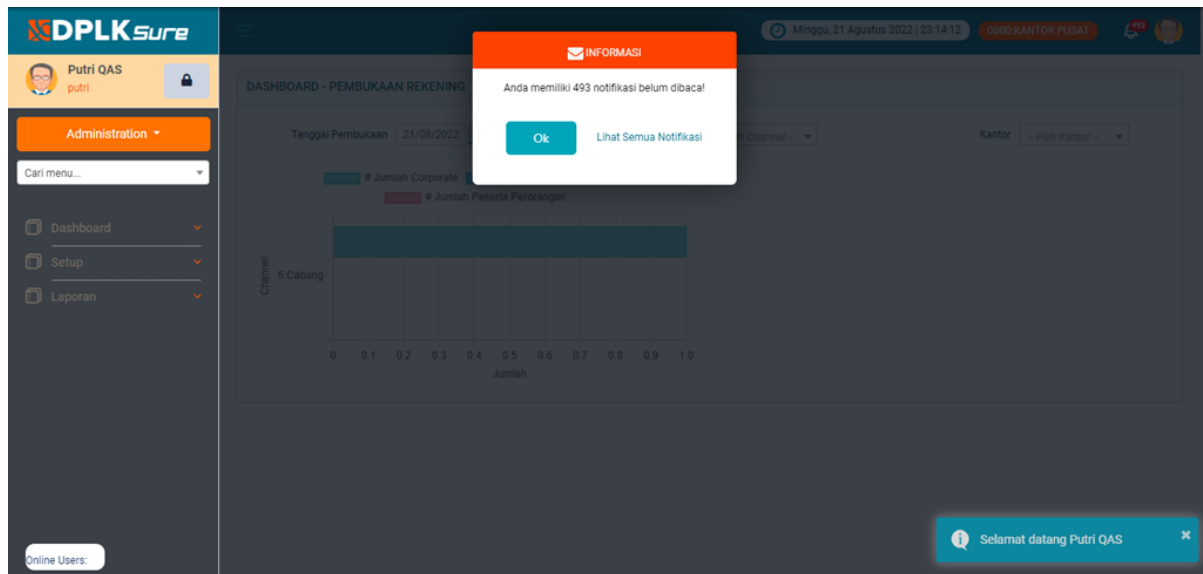 DPLKSure
Minggu, 21 Agustus 2022 | 23:14:12
0000:KANTOR PUSAT
493
Putri QAS
putri
Administration
Cari menu...
Dashboard
Setup
Laporan
Online Users:
INFORMASI
Anda memiliki 493 notifikasi belum dibaca!
Ok
Lihat Semua Notifikasi
DASHBOARD - PEMBUKAAN REKENING
Tanggal Pembukaan 21/08/2022
Channel --
Kantor -- Pilih Kantor --
# Jumlah Corporate
# Jumlah Peserta Perorangan
Channel
5:Cabang
0 0.1 0.2 0.3 0.4 0.5 0.6 0.7 0.8 0.9 1.0
Jumlah
Selamat datang Putri QAS